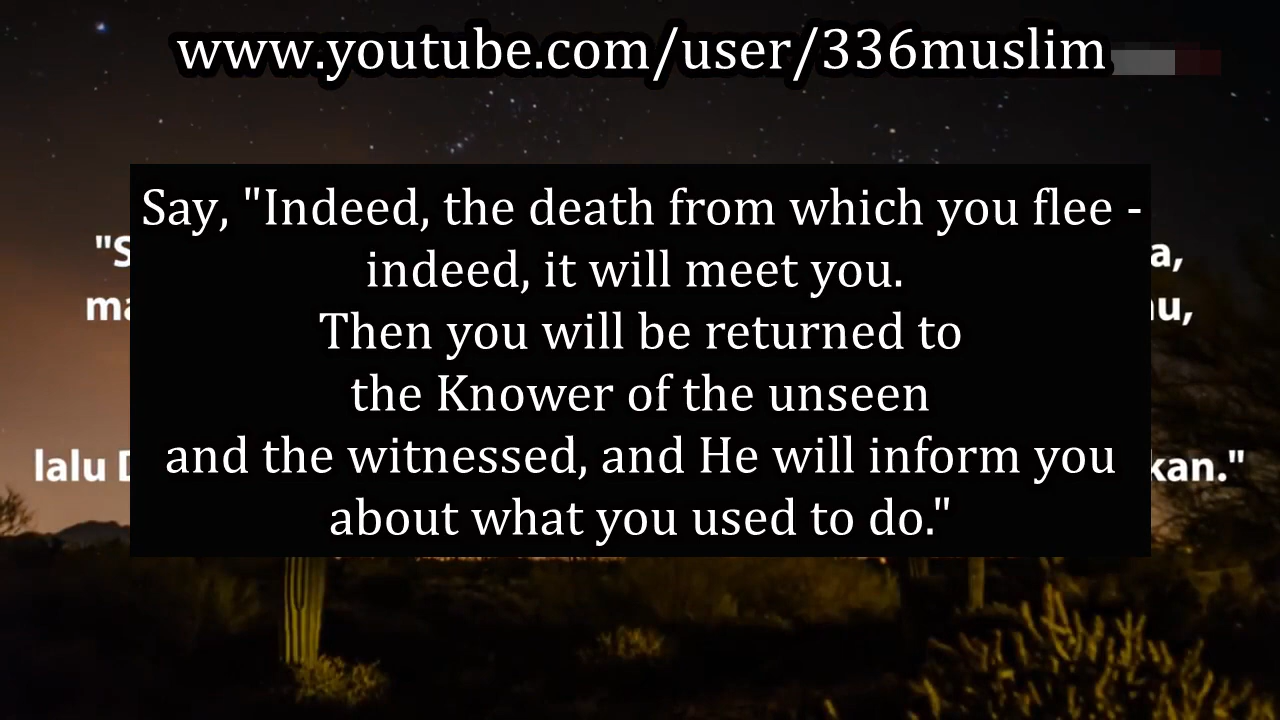 www.youtube.com/user/336muslim
Say, "Indeed, the death from which you flee -
indeed, it will meet you.
Then you will be returned to
the Knower of the unseen
and the witnessed, and He will inform you
about what you used to do."
lalu